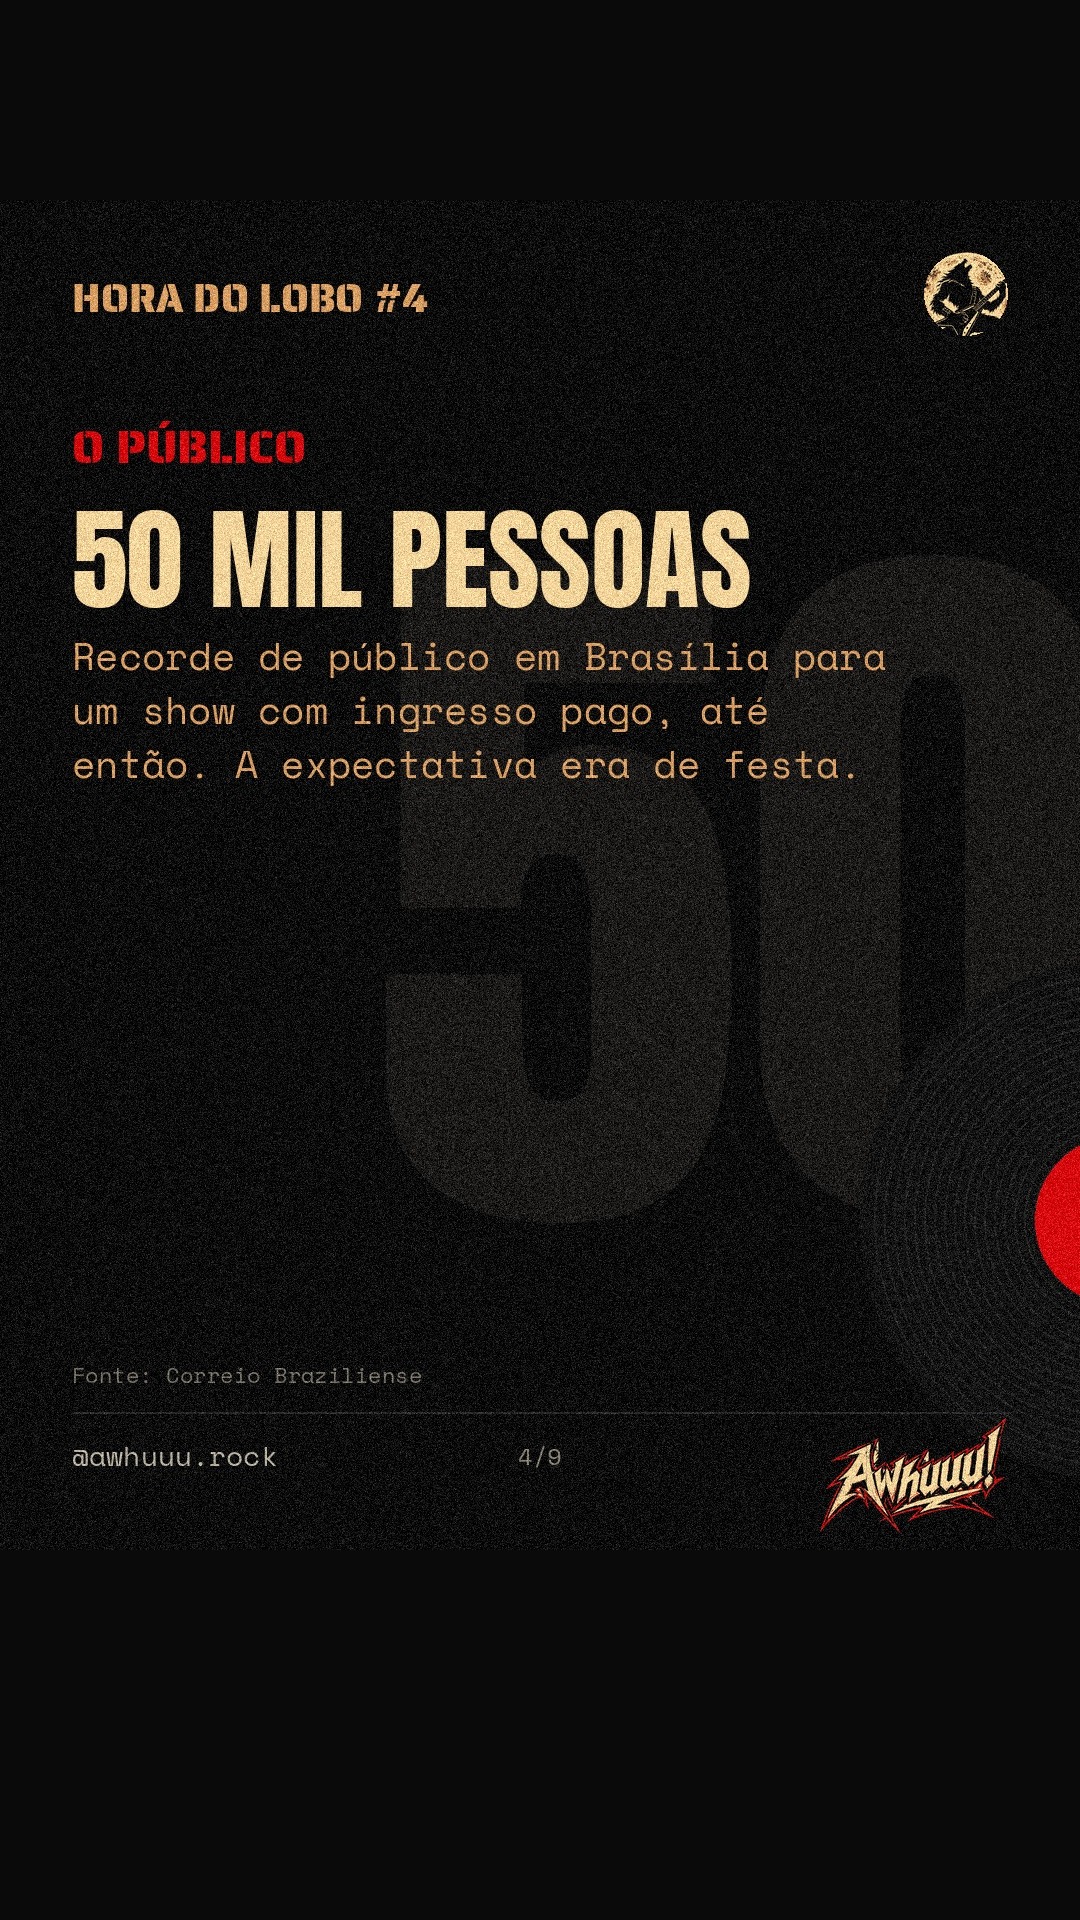 HORA DO LOBO #4
O PÚBLICO
50 MIL PESSOAS
Recorde de público em Brasília para
um show com ingresso pago, até
então. A expectativa era de festa.
50
Fonte: Correio Braziliense
@awhuuu.rock
4/9
Awhuuu!